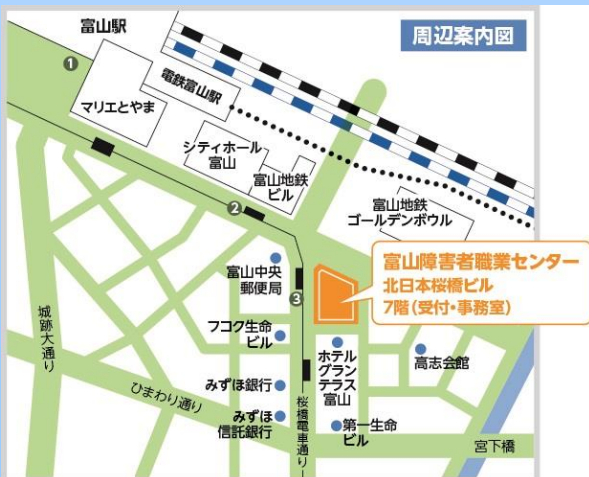 富山駅
周辺案内図
1
電鉄富山駅
マリエとやま
シティホール
富山
富山地鉄
ビル
富山地鉄
ゴールデンボウル
2
富山中央
郵便局
3
富山障害者職業センター
北日本桜橋ビル
7階(受付・事務室)
城跡大通り
フコク生命
ビル
ホテル
グラン
テラス
富山
高志会館
みずほ銀行
ひまわり通り
みずほ
信託銀行
桜橋電車通り
第一生命
ビル
宮下橋